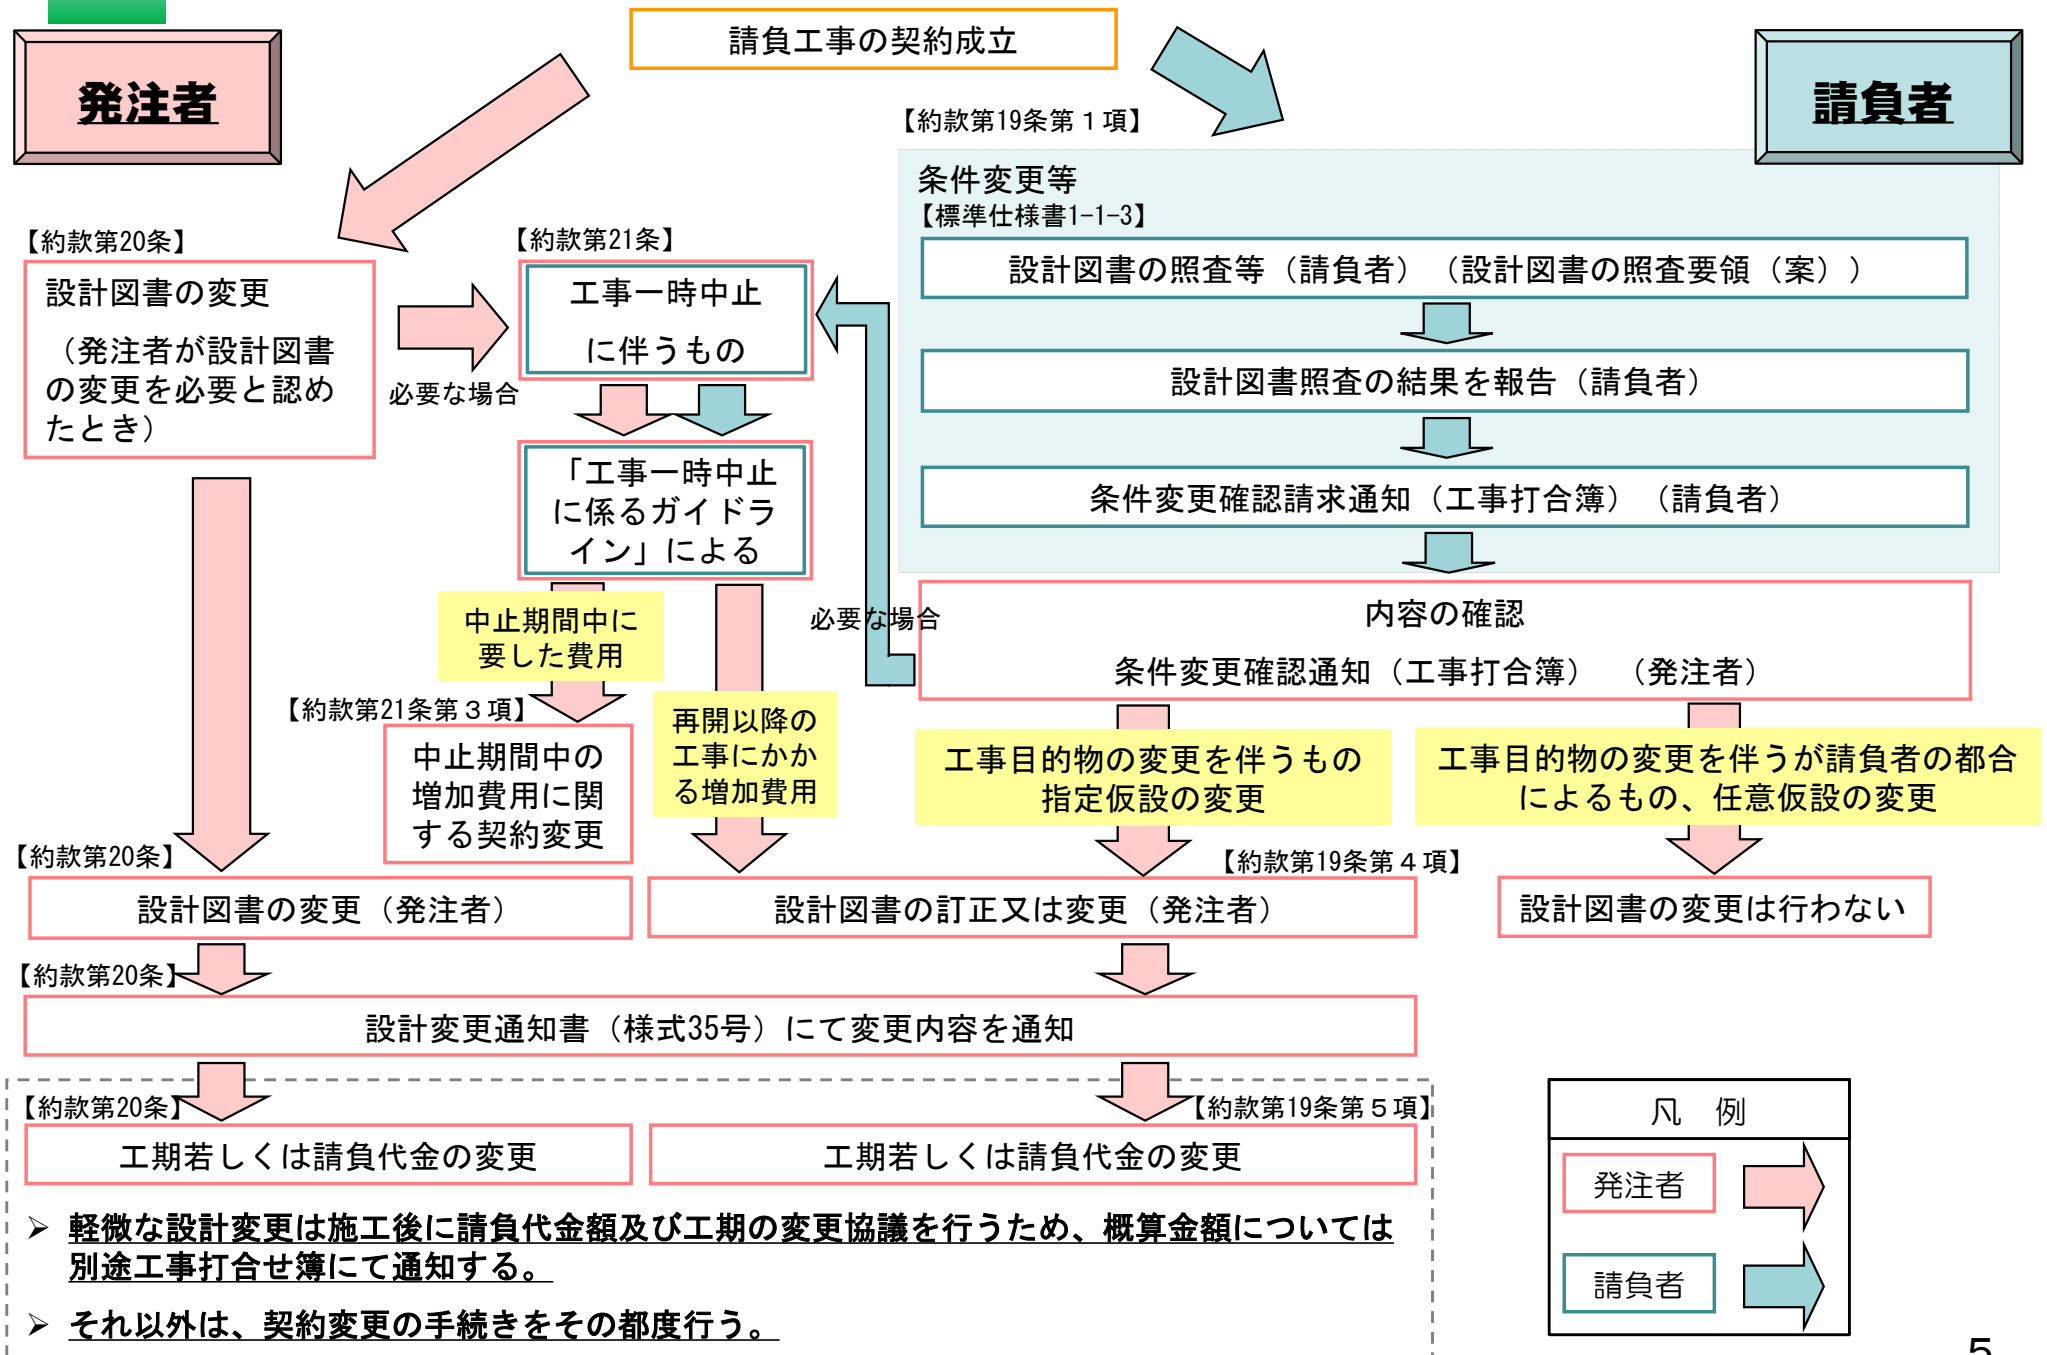 請負工事の契約成立
発注者
請負者
【約款第19条第１項】
条件変更等
【標準仕様書1-1-3】
【約款第20条】
【約款第21条】
設計図書の変更
（発注者が設計図書
の変更を必要と認め
たとき）
必要な場合
工事一時中止
に伴うもの
設計図書の照査等（請負者）（設計図書の照査要領（案））
設計図書照査の結果を報告（請負者）
条件変更確認請求通知（工事打合簿）（請負者）
「工事一時中止
に係るガイドラ
イン」による
必要な場合
内容の確認
条件変更確認通知（工事打合簿）　（発注者）
中止期間中に
要した費用
【約款第21条第３項】
中止期間中の
増加費用に関
する契約変更
再開以降の
工事にかか
る増加費用
工事目的物の変更を伴うもの
指定仮設の変更
工事目的物の変更を伴うが請負者の都合
によるもの、任意仮設の変更
【約款第20条】
【約款第19条第４項】
設計図書の変更（発注者）
設計図書の訂正又は変更（発注者）
設計図書の変更は行わない
【約款第20条】
設計変更通知書（様式35号）にて変更内容を通知
【約款第20条】
【約款第19条第５項】
工期若しくは請負代金の変更
工期若しくは請負代金の変更
➢ 軽微な設計変更は施工後に請負代金額及び工期の変更協議を行うため、概算金額については
別途工事打合せ簿にて通知する。
➢ それ以外は、契約変更の手続きをその都度行う。
凡　例
発注者
請負者
5